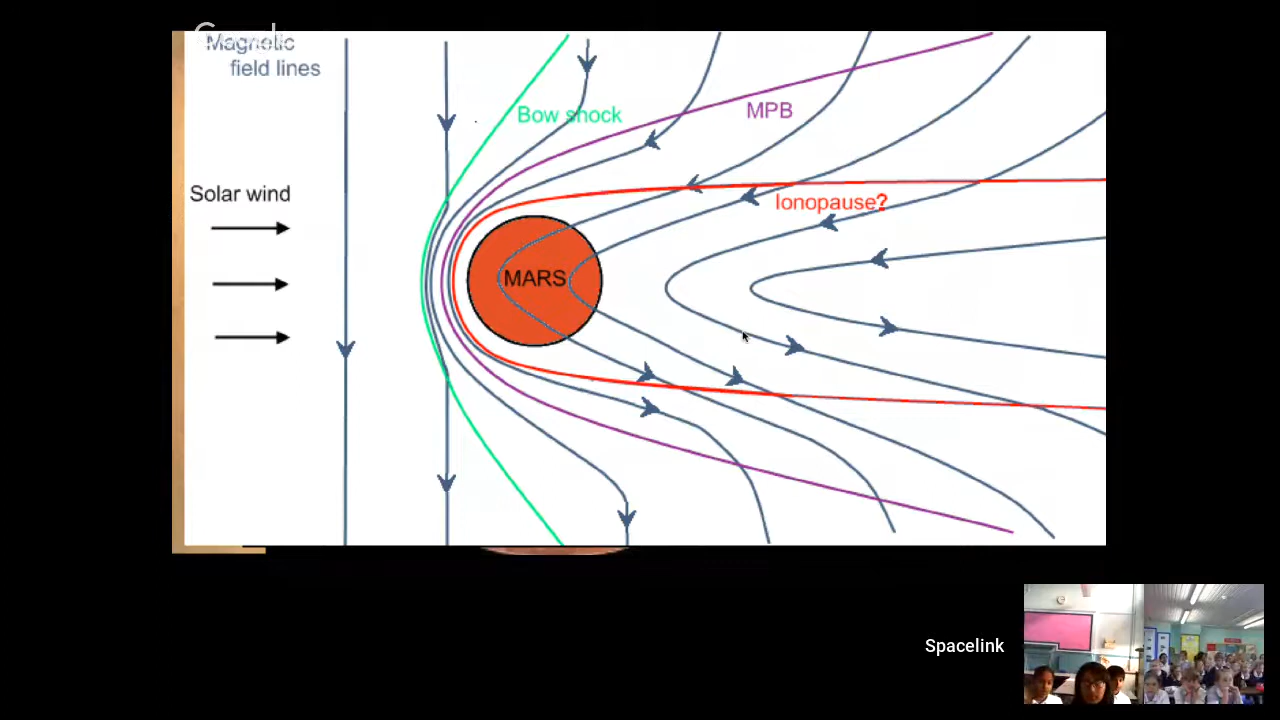 Magnetic
field lines
Bow shock
MPB
Solar wind
Ionopause?
MARS
Spacelink